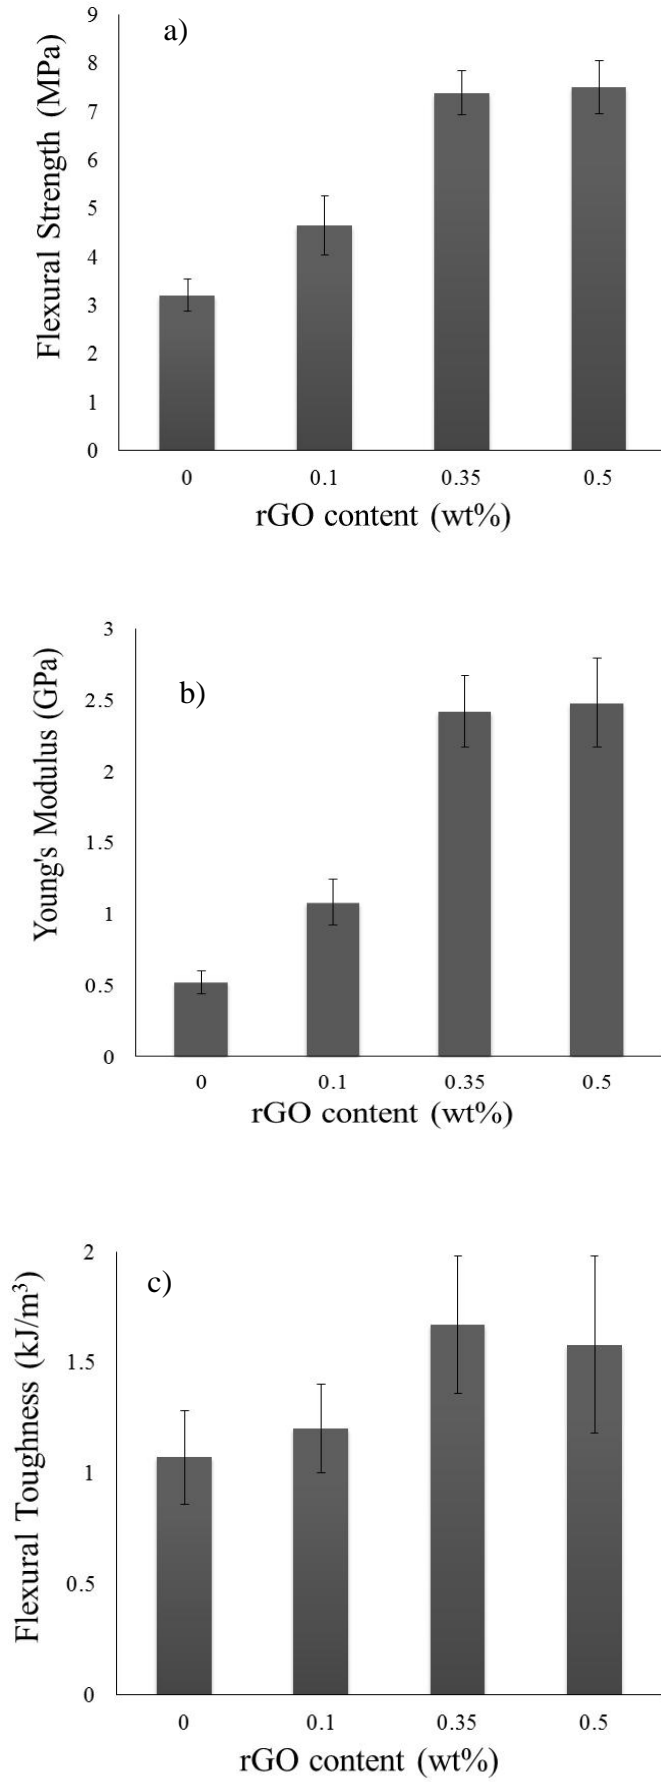 a)
Flexural Strength (MPa)
9
8
7
6
5
4
3
2
1
0
0 0.1 0.35 0.5
rGO content (wt%)
b)
Young's Modulus (GPa)
3
2.5
2
1.5
1
0.5
0
0 0.1 0.35 0.5
rGO content (wt%)
c)
Flexural Toughness (kJ/m³)
2
1.5
1
0.5
0
0 0.1 0.35 0.5
rGO content (wt%)